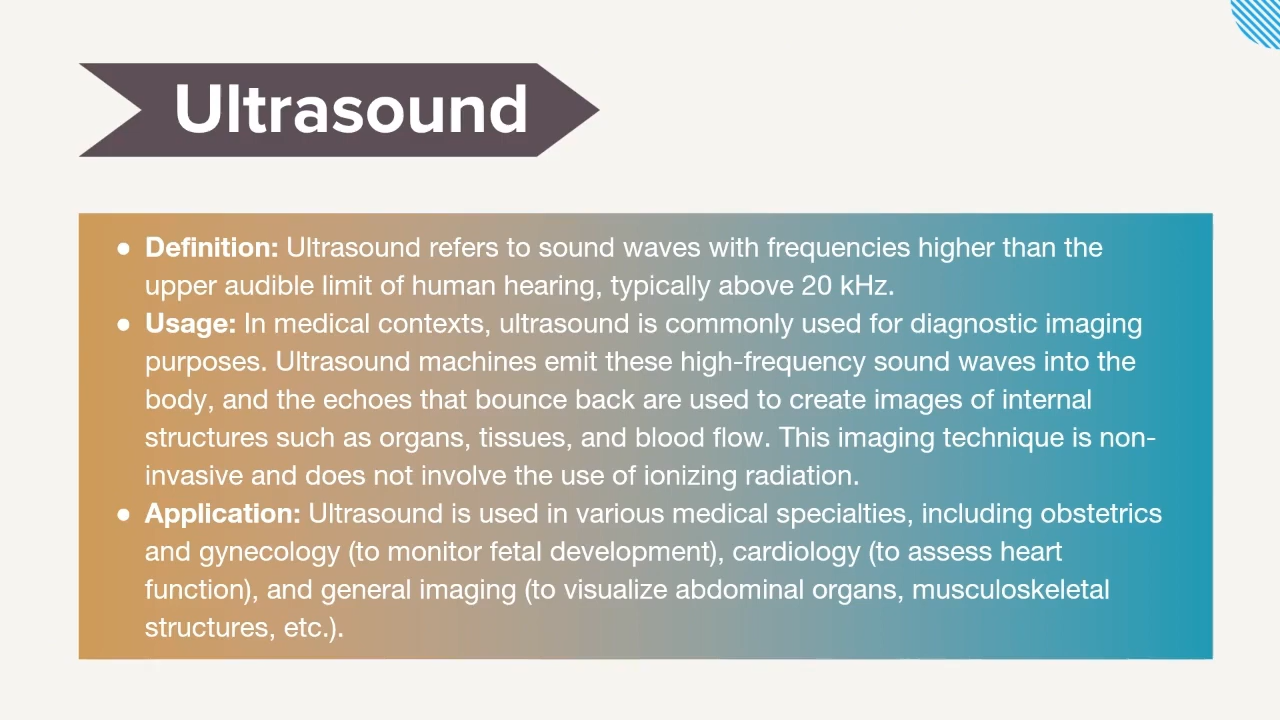 Ultrasound
● Definition: Ultrasound refers to sound waves with frequencies higher than the
upper audible limit of human hearing, typically above 20 kHz.
● Usage: In medical contexts, ultrasound is commonly used for diagnostic imaging
purposes. Ultrasound machines emit these high-frequency sound waves into the
body, and the echoes that bounce back are used to create images of internal
structures such as organs, tissues, and blood flow. This imaging technique is non-
invasive and does not involve the use of ionizing radiation.
● Application: Ultrasound is used in various medical specialties, including obstetrics
and gynecology (to monitor fetal development), cardiology (to assess heart
function), and general imaging (to visualize abdominal organs, musculoskeletal
structures, etc.).